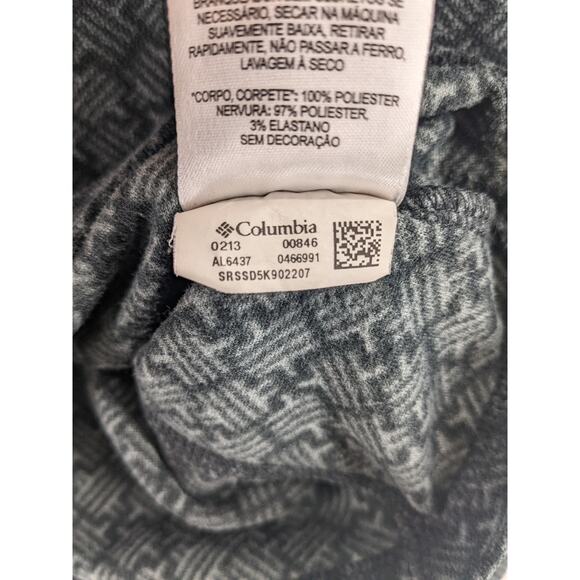 NECESSÁRIO, SECAR NA MÁQUINA
SUAVEMENTE BAIXA, RETIRAR
RAPIDAMENTE, NÃO PASSAR A FERRO,
LAVAGEM À SECO
*CORPO, CORPETE*: 100% POLIESTER
NERVURA: 97% POLIESTER,
3% ELASTANO
SEM DECORAÇÃO
Columbia
0213 00846
AL6437 0466991
SRSSD5K902207